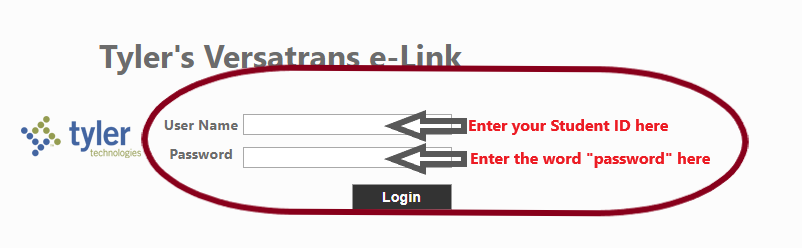 Tyler's Versatrans e-Link
tyler
technologies
User Name
Enter your Student ID here
Password
Enter the word "password" here
Login